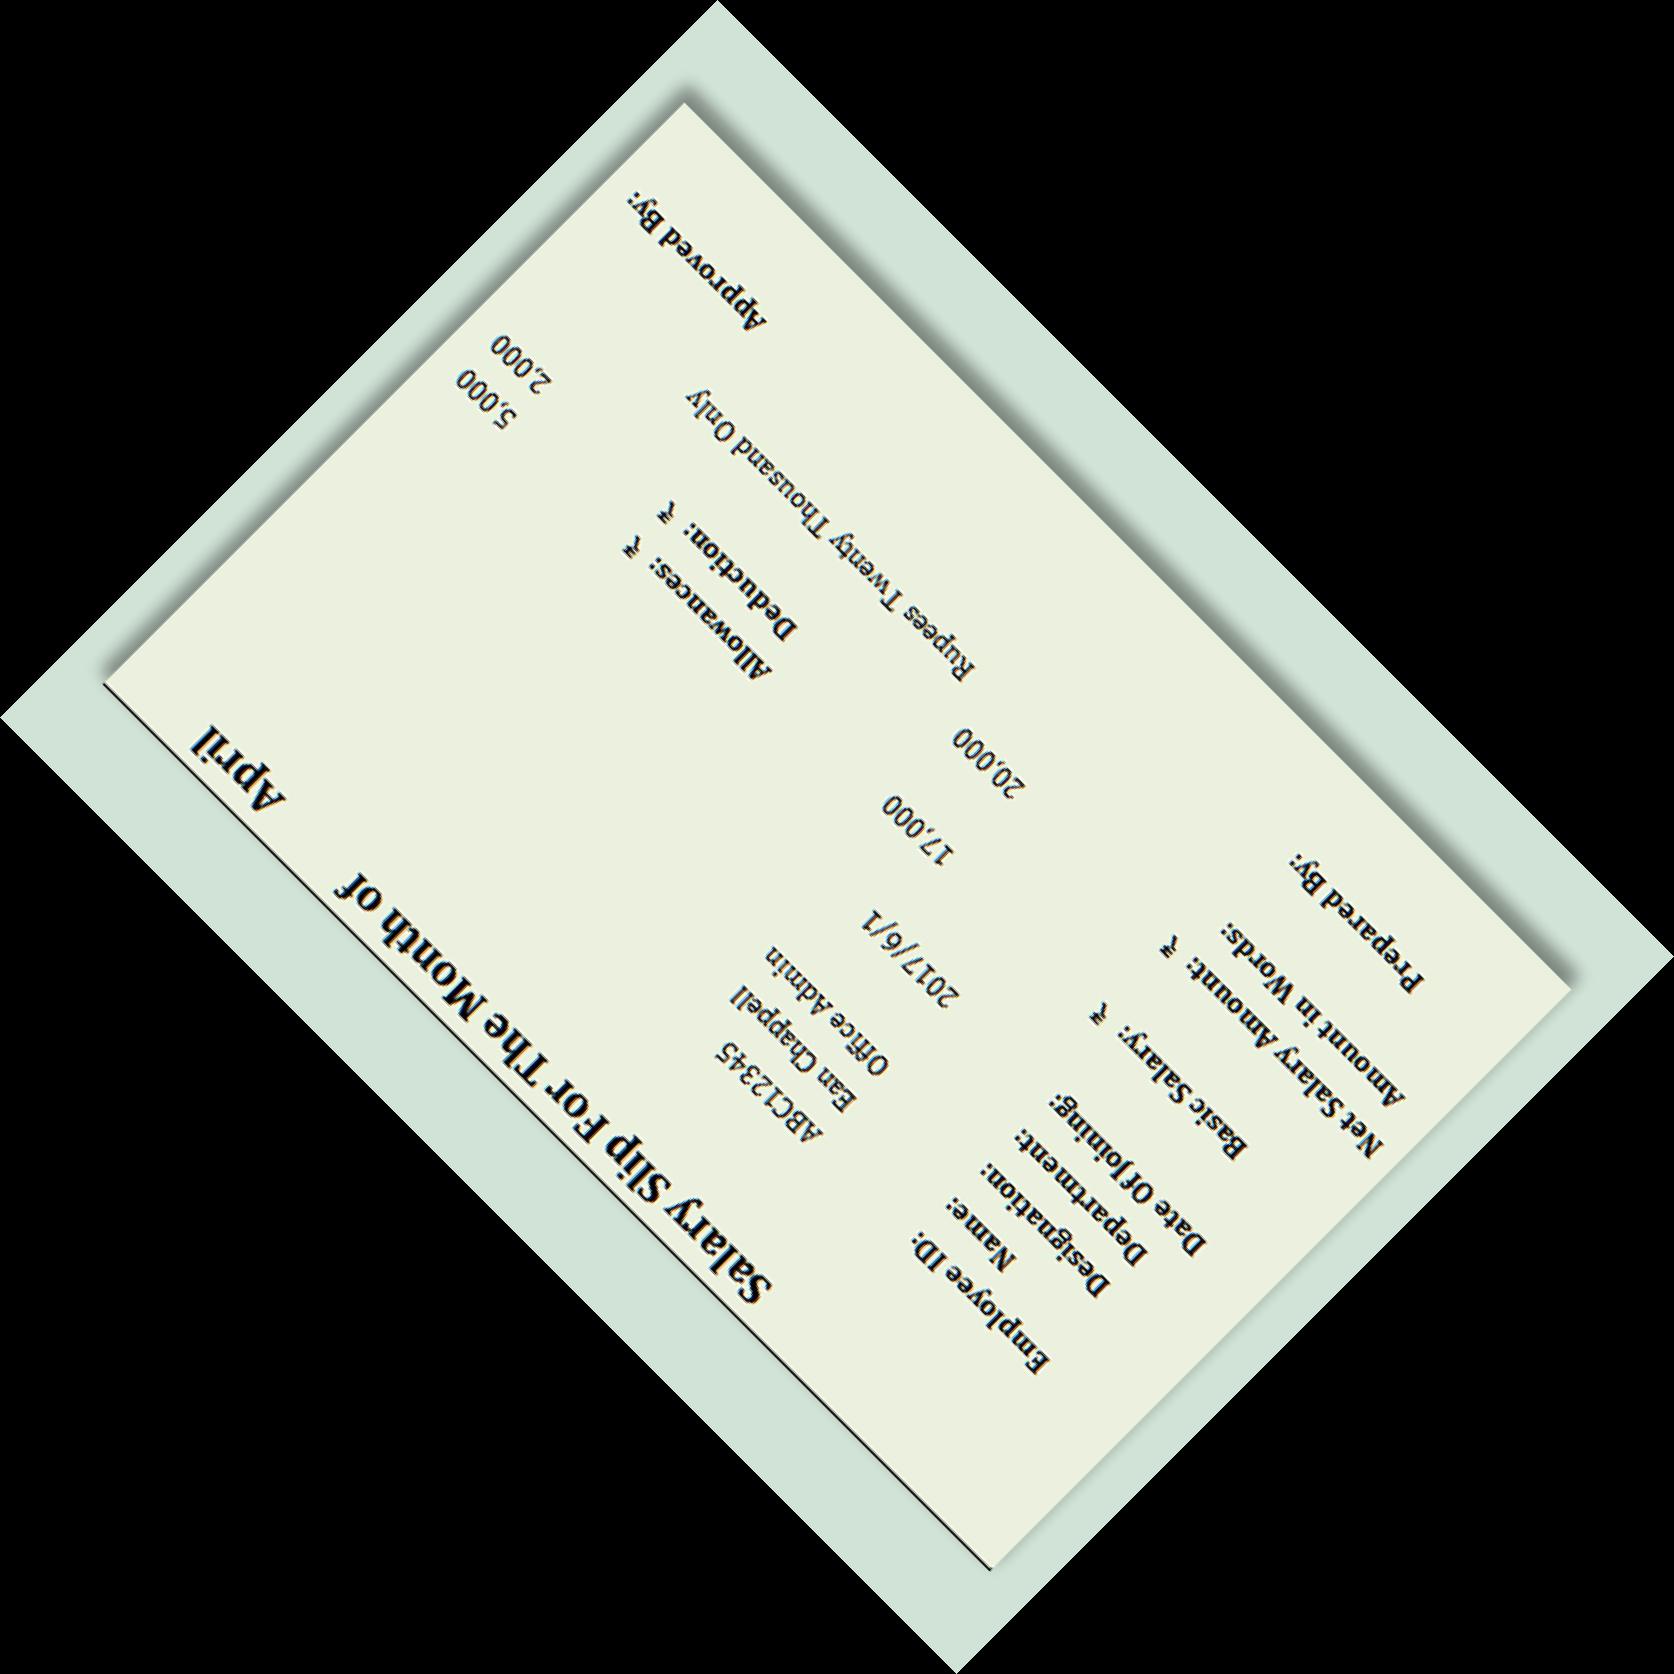 Salary Slip For The Month of April
Employee ID: ABC12345
Name: Ean Chappell
Designation: Office Admin
Department:
Date Of Joining: 2017/6/1
Basic Salary: ₹ 17,000 Allowances: ₹ 5,000
Deduction: ₹ 2,000
Net Salary Amount: ₹ 20,000
Amount in Words: Rupees Twenty Thousand Only
Prepared By: Approved By: